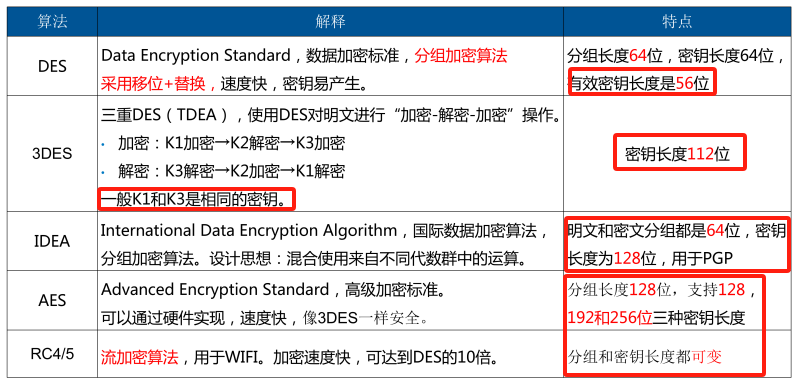 算法 解释 特点
DES
Data Encryption Standard，数据加密标准，分组加密算法
采用移位+替换，速度快，密钥易产生。
分组长度64位，密钥长度64位，
有效密钥长度是56位
3DES
三重DES（TDEA），使用DES对明文进行“加密-解密-加密”操作。
• 加密：K1加密→K2解密→K3加密
• 解密：K3解密→K2加密→K1解密
一般K1和K3是相同的密钥。
密钥长度112位
IDEA
International Data Encryption Algorithm，国际数据加密算法，
分组加密算法。设计思想：混合使用来自不同代数群中的运算。
明文和密文分组都是64位，密钥
长度为128位，用于PGP
AES
Advanced Encryption Standard，高级加密标准。
可以通过硬件实现，速度快，像3DES一样安全。
分组长度128位，支持128，
192和256位三种密钥长度
RC4/5
流加密算法，用于WIFI。加密速度快，可达到DES的10倍。
分组和密钥长度都可变